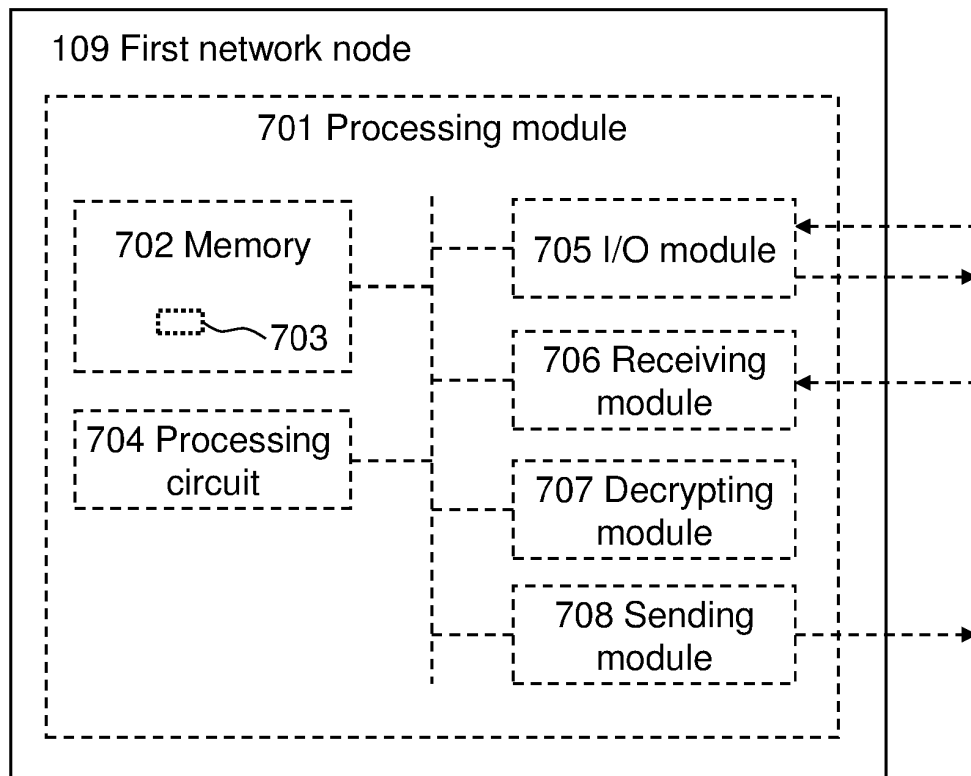 109 First network node
701 Processing module
702 Memory
703
704 Processing
circuit
705 I/O module
706 Receiving
module
707 Decrypting
module
708 Sending
module